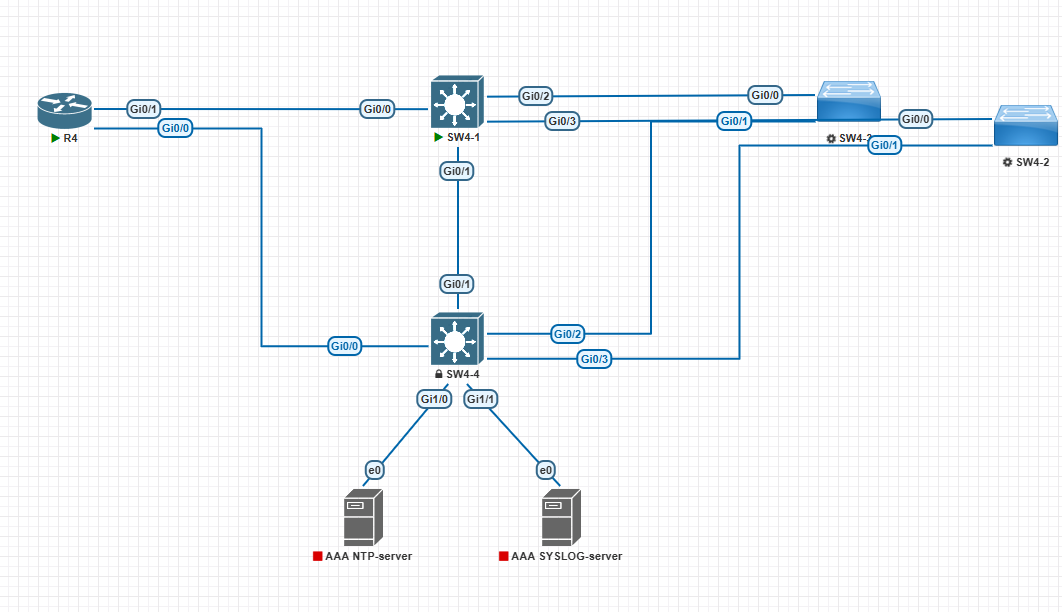 Gi0/1
Gi0/0
R4
Gi0/0
SW4-1
Gi0/2
Gi0/3
Gi0/1
Gi0/0
Gi0/1
Gi0/0
Gi0/1
SW4-2
Gi0/1
Gi0/0
Gi0/2
Gi0/3
SW4-4
Gi1/0
Gi1/1
e0
e0
AAA NTP-server
AAA SYSLOG-server